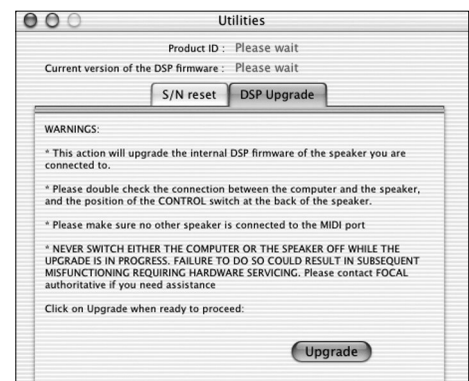 Utilities
Product ID : Please wait
Current version of the DSP firmware : Please wait
S/N reset DSP Upgrade
WARNINGS:
* This action will upgrade the internal DSP firmware of the speaker you are
connected to.
* Please double check the connection between the computer and the speaker,
and the position of the CONTROL switch at the back of the speaker.
* Please make sure no other speaker is connected to the MIDI port
* NEVER SWITCH EITHER THE COMPUTER OR THE SPEAKER OFF WHILE THE
UPGRADE IS IN PROGRESS. FAILURE TO DO SO COULD RESULT IN SUBSEQUENT
MISFUNCTIONING REQUIRING HARDWARE SERVICING. Please contact FOCAL
authoritative if you need assistance
Click on Upgrade when ready to proceed:
Upgrade